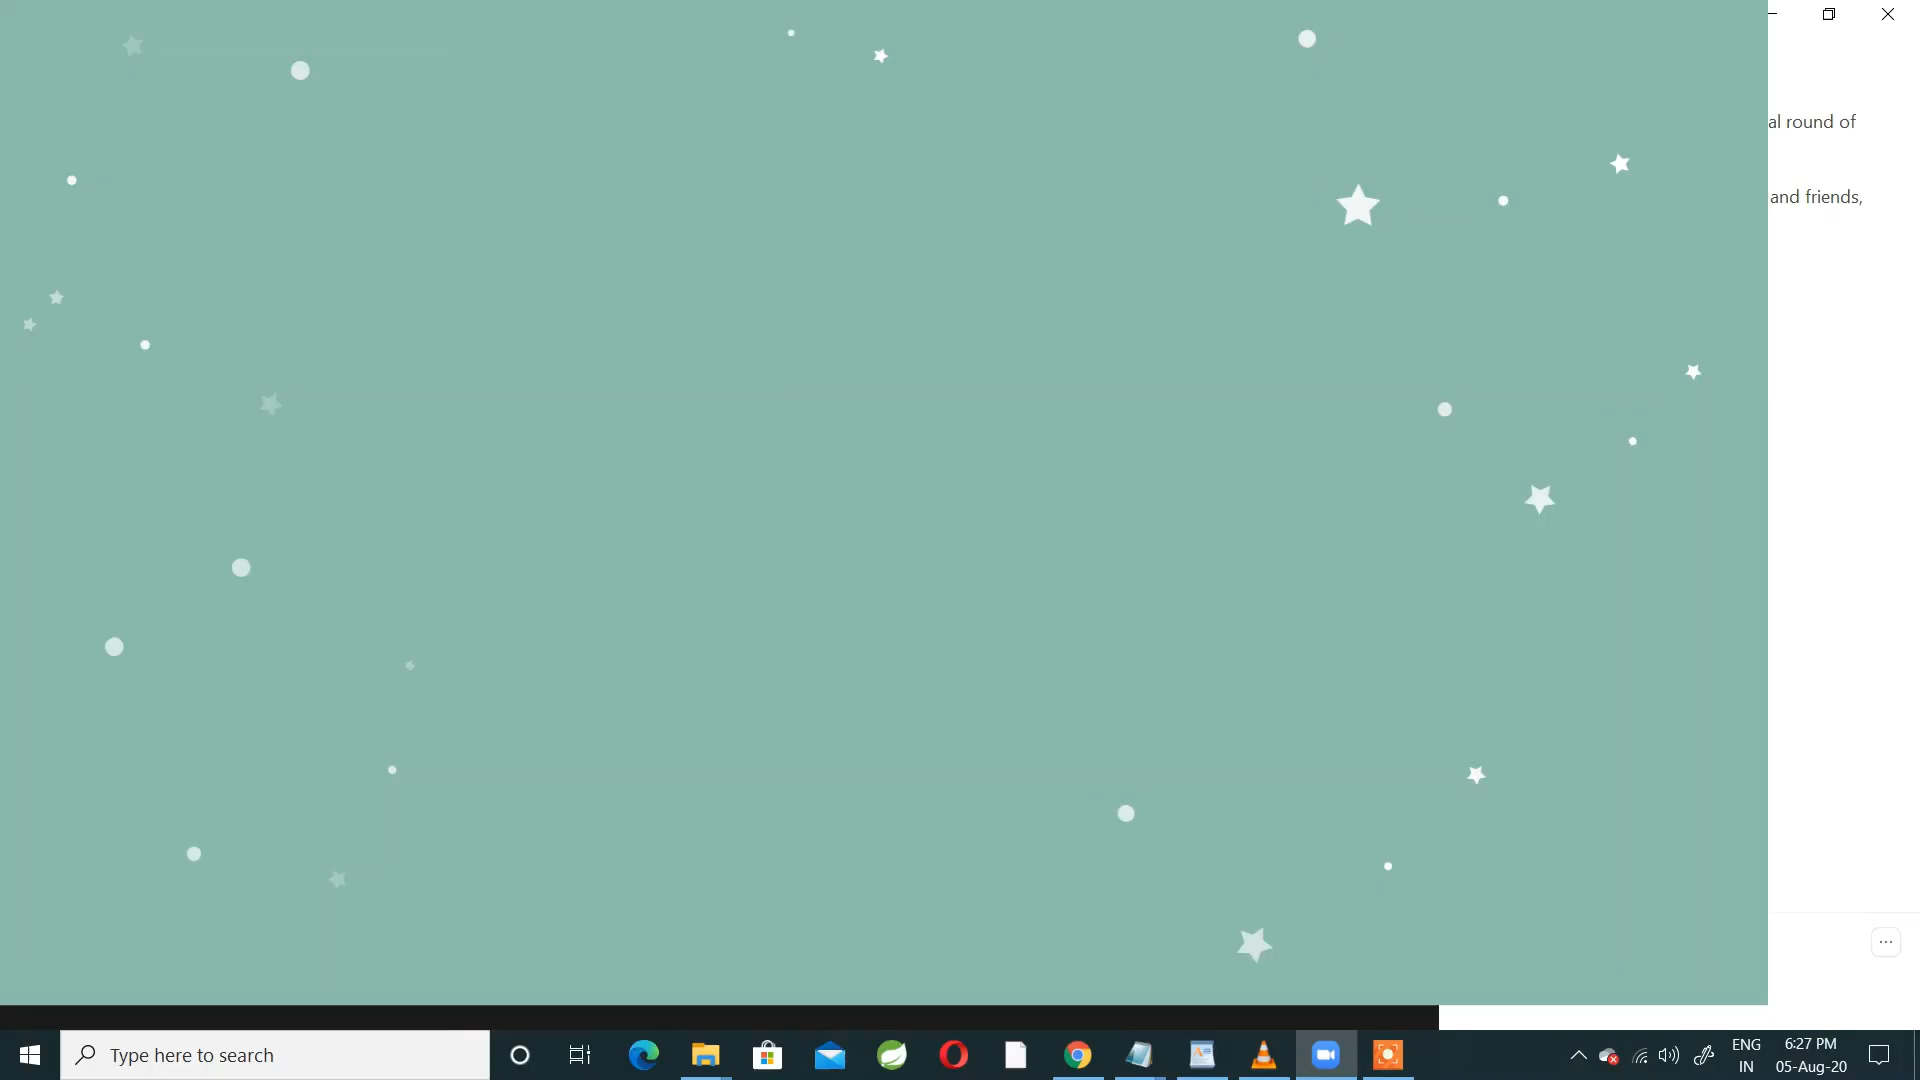 al round of
and friends,
...
Type here to search
ENG
IN
6:27 PM
05-Aug-20